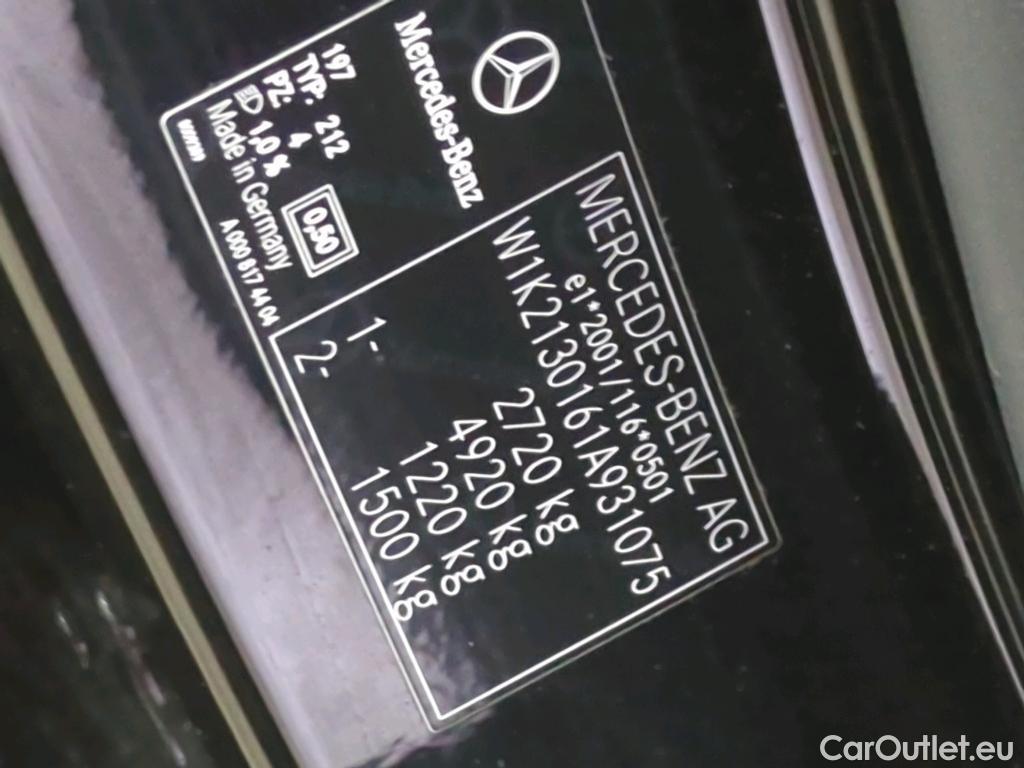 MERCEDES-BENZ AG
e1*2001/116*0501
W1K2130161A931075
2720 kg
4920 kg
1- 1220 kg
2- 1500 kg
Mercedes-Benz
197
TYP: 212
PZ: 4
1,0 %
0,50
Made in Germany
A 000 817 44 04
CarOutlet.eu